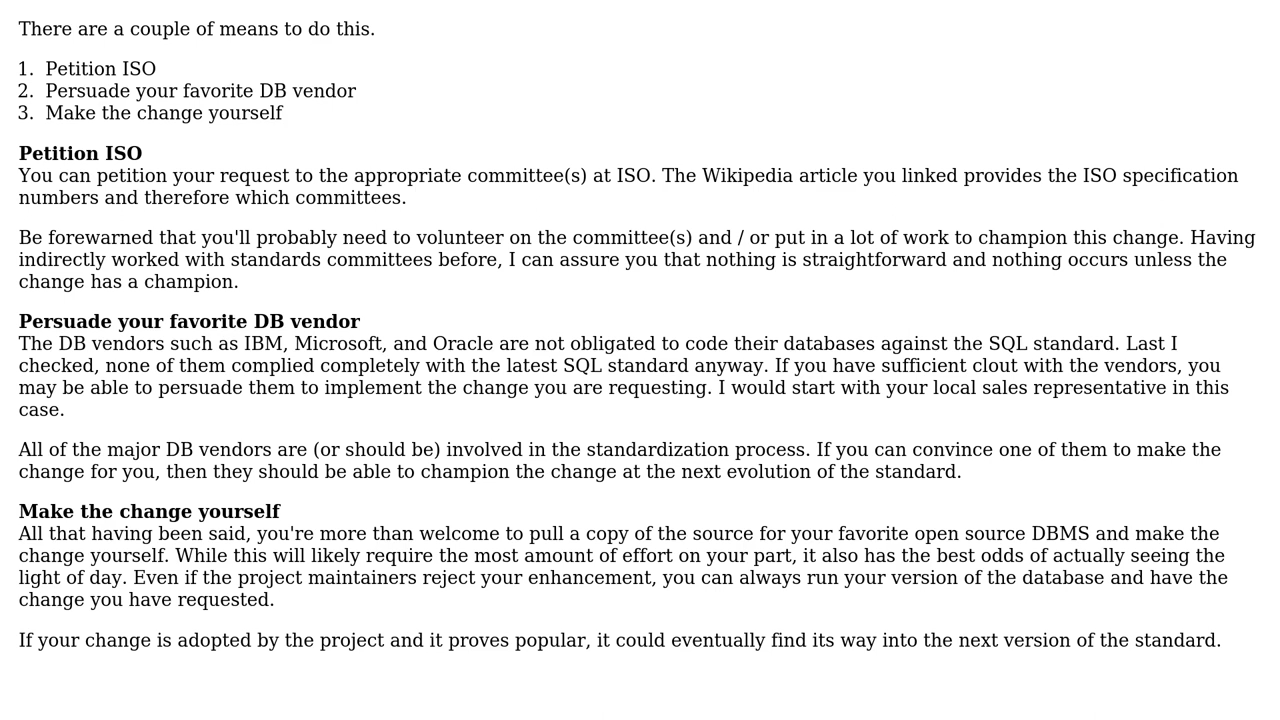 There are a couple of means to do this.
1. Petition ISO
2. Persuade your favorite DB vendor
3. Make the change yourself
Petition ISO
You can petition your request to the appropriate committee(s) at ISO. The Wikipedia article you linked provides the ISO specification
numbers and therefore which committees.
Be forewarned that you'll probably need to volunteer on the committee(s) and / or put in a lot of work to champion this change. Having
indirectly worked with standards committees before, I can assure you that nothing is straightforward and nothing occurs unless the
change has a champion.
Persuade your favorite DB vendor
The DB vendors such as IBM, Microsoft, and Oracle are not obligated to code their databases against the SQL standard. Last I
checked, none of them complied completely with the latest SQL standard anyway. If you have sufficient clout with the vendors, you
may be able to persuade them to implement the change you are requesting. I would start with your local sales representative in this
case.
All of the major DB vendors are (or should be) involved in the standardization process. If you can convince one of them to make the
change for you, then they should be able to champion the change at the next evolution of the standard.
Make the change yourself
All that having been said, you're more than welcome to pull a copy of the source for your favorite open source DBMS and make the
change yourself. While this will likely require the most amount of effort on your part, it also has the best odds of actually seeing the
light of day. Even if the project maintainers reject your enhancement, you can always run your version of the database and have the
change you have requested.
If your change is adopted by the project and it proves popular, it could eventually find its way into the next version of the standard.